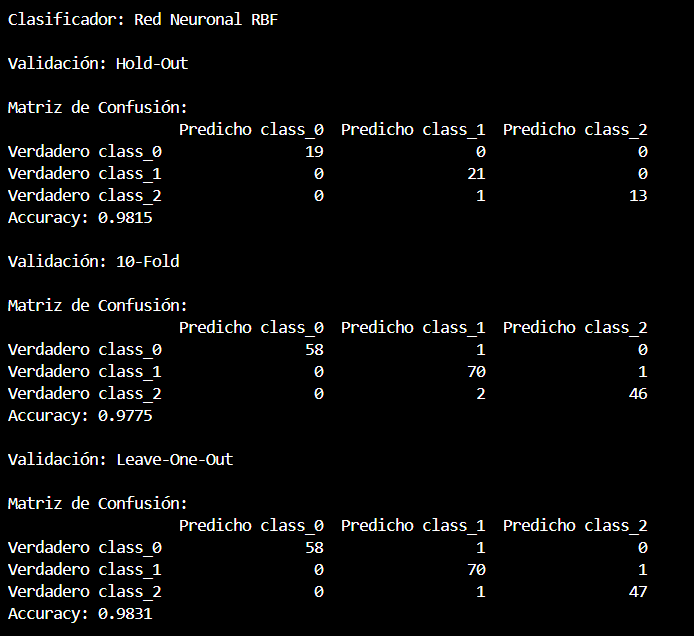 Clasificador: Red Neuronal RBF
Validación: Hold-Out
Matriz de Confusión:
Predicho class_0 Predicho class_1 Predicho class_2
Verdadero class_0 19 0 0
Verdadero class_1 0 21 0
Verdadero class_2 0 1 13
Accuracy: 0.9815
Validación: 10-Fold
Matriz de Confusión:
Predicho class_0 Predicho class_1 Predicho class_2
Verdadero class_0 58 1 0
Verdadero class_1 0 70 1
Verdadero class_2 0 2 46
Accuracy: 0.9775
Validación: Leave-One-Out
Matriz de Confusión:
Predicho class_0 Predicho class_1 Predicho class_2
Verdadero class_0 58 1 0
Verdadero class_1 0 70 1
Verdadero class_2 0 1 47
Accuracy: 0.9831